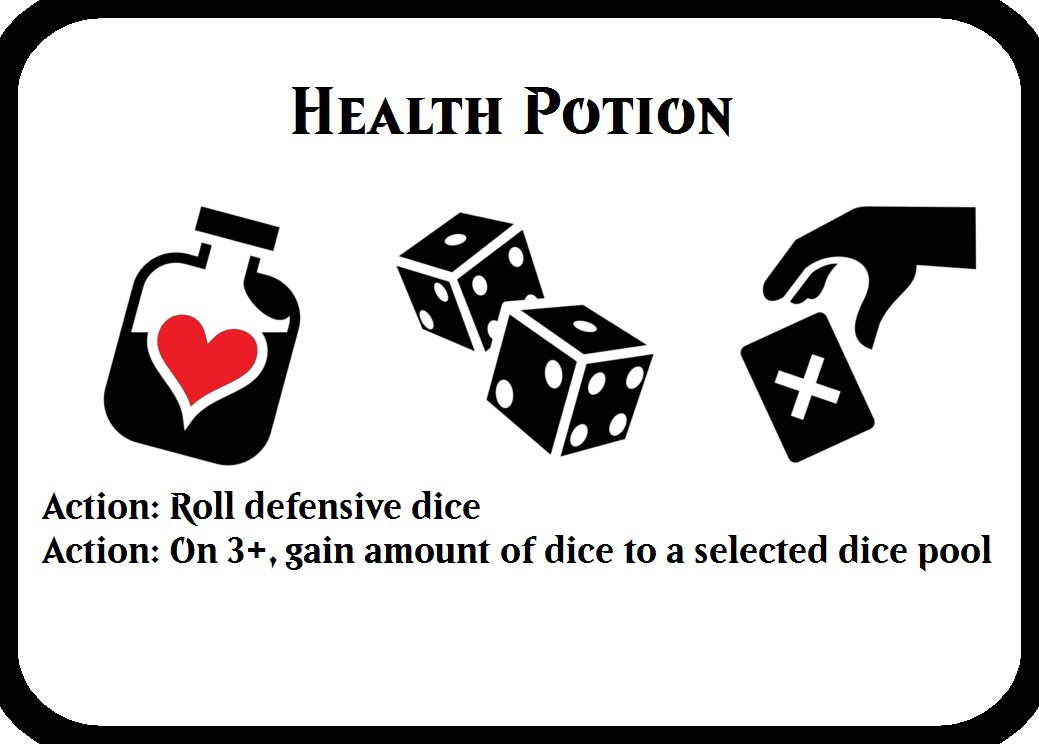 Health Potion
Action: Roll defensive dice
Action: On 3+, gain amount of dice to a selected dice pool